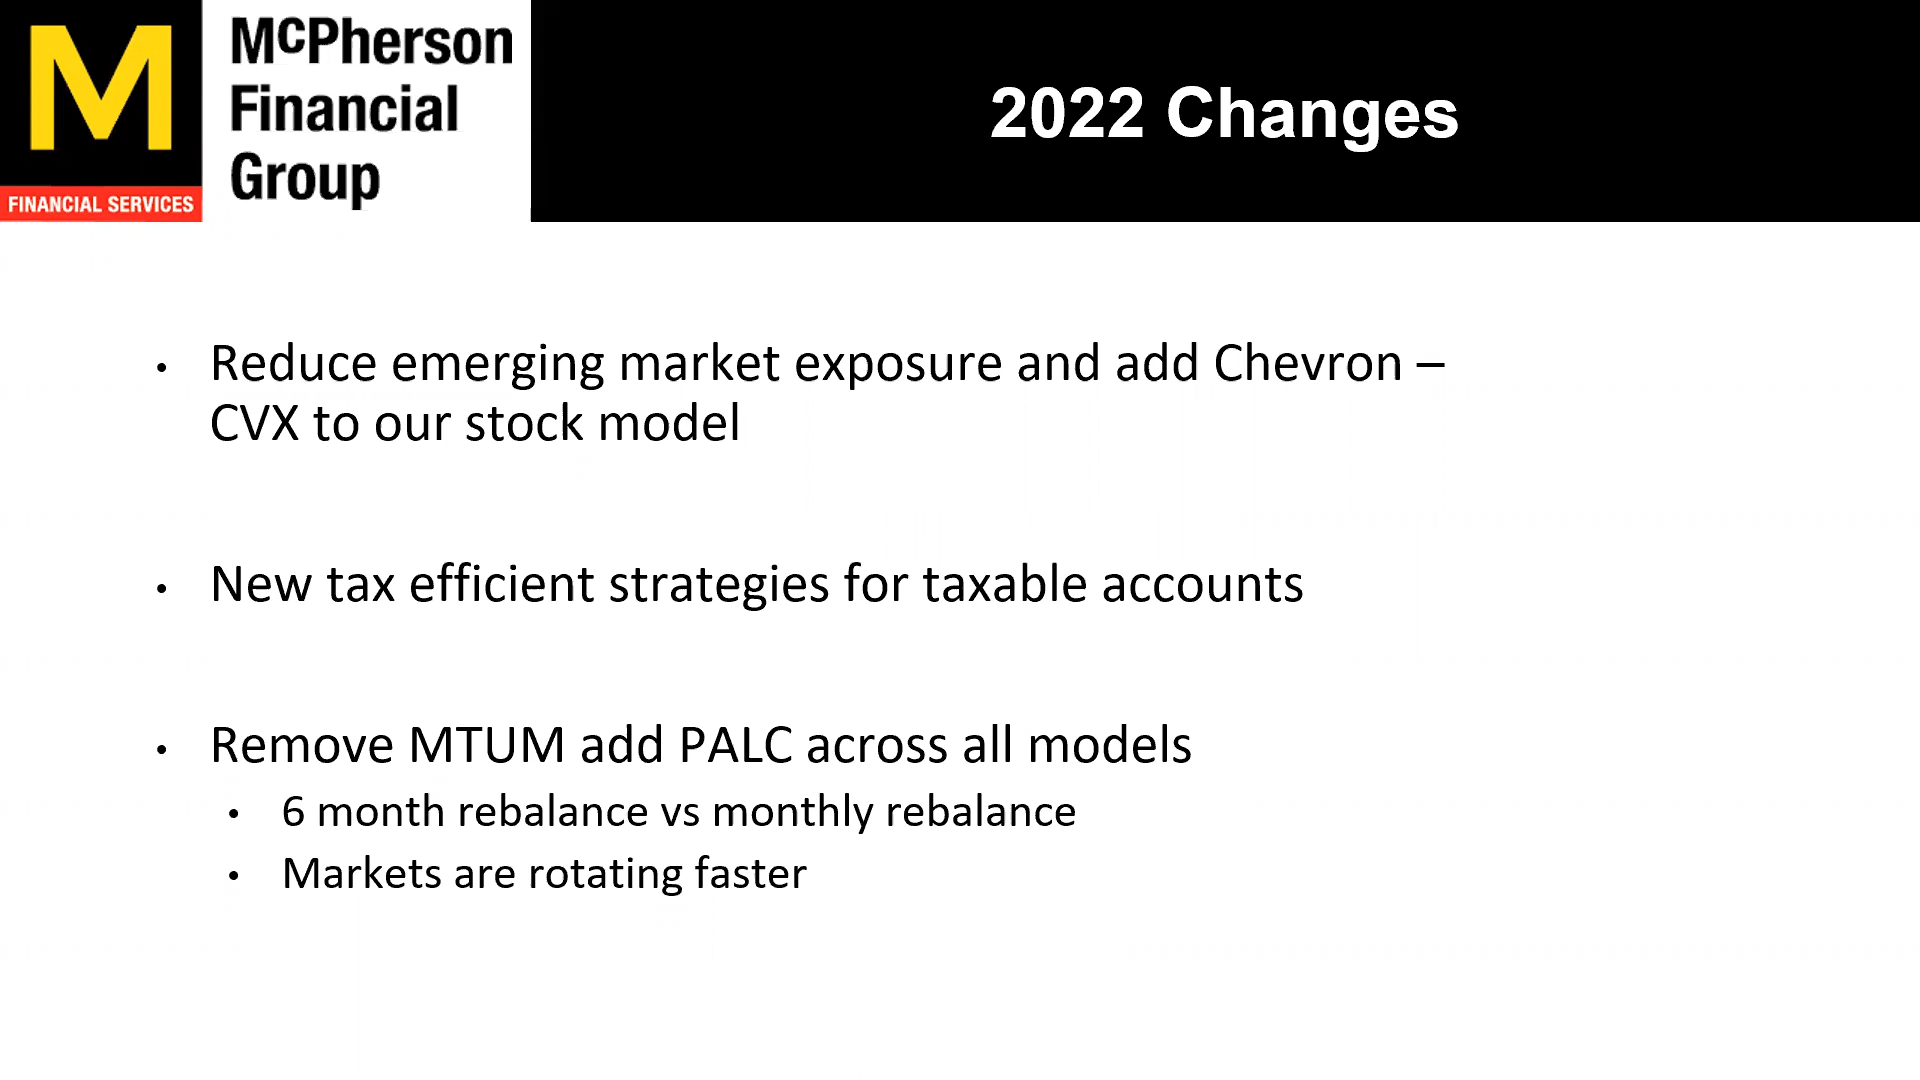 M
FINANCIAL SERVICES
McPherson
Financial
Group
2022 Changes
• Reduce emerging market exposure and add Chevron –
CVX to our stock model
• New tax efficient strategies for taxable accounts
• Remove MTUM add PALC across all models
• 6 month rebalance vs monthly rebalance
• Markets are rotating faster